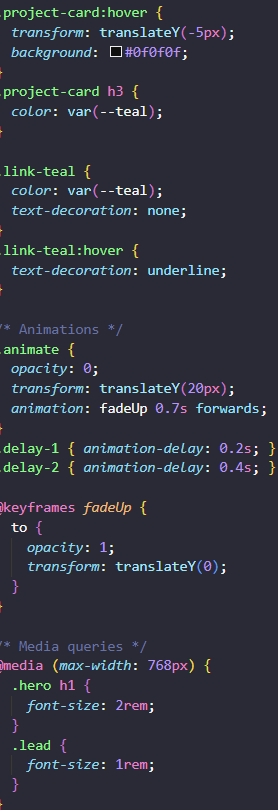 .project-card:hover {
transform: translateY(-5px);
background: #0f0f0f;
}
.project-card h3 {
color: var(--teal);
}
.link-teal {
color: var(--teal);
text-decoration: none;
}
.link-teal:hover {
text-decoration: underline;
}
/* Animations */
.animate {
opacity: 0;
transform: translateY(20px);
animation: fadeUp 0.7s forwards;
}
.delay-1 { animation-delay: 0.2s; }
.delay-2 { animation-delay: 0.4s; }
@keyframes fadeUp {
to {
opacity: 1;
transform: translateY(0);
}
}
/* Media queries */
@media (max-width: 768px) {
.hero h1 {
font-size: 2rem;
}
.lead {
font-size: 1rem;
}
}